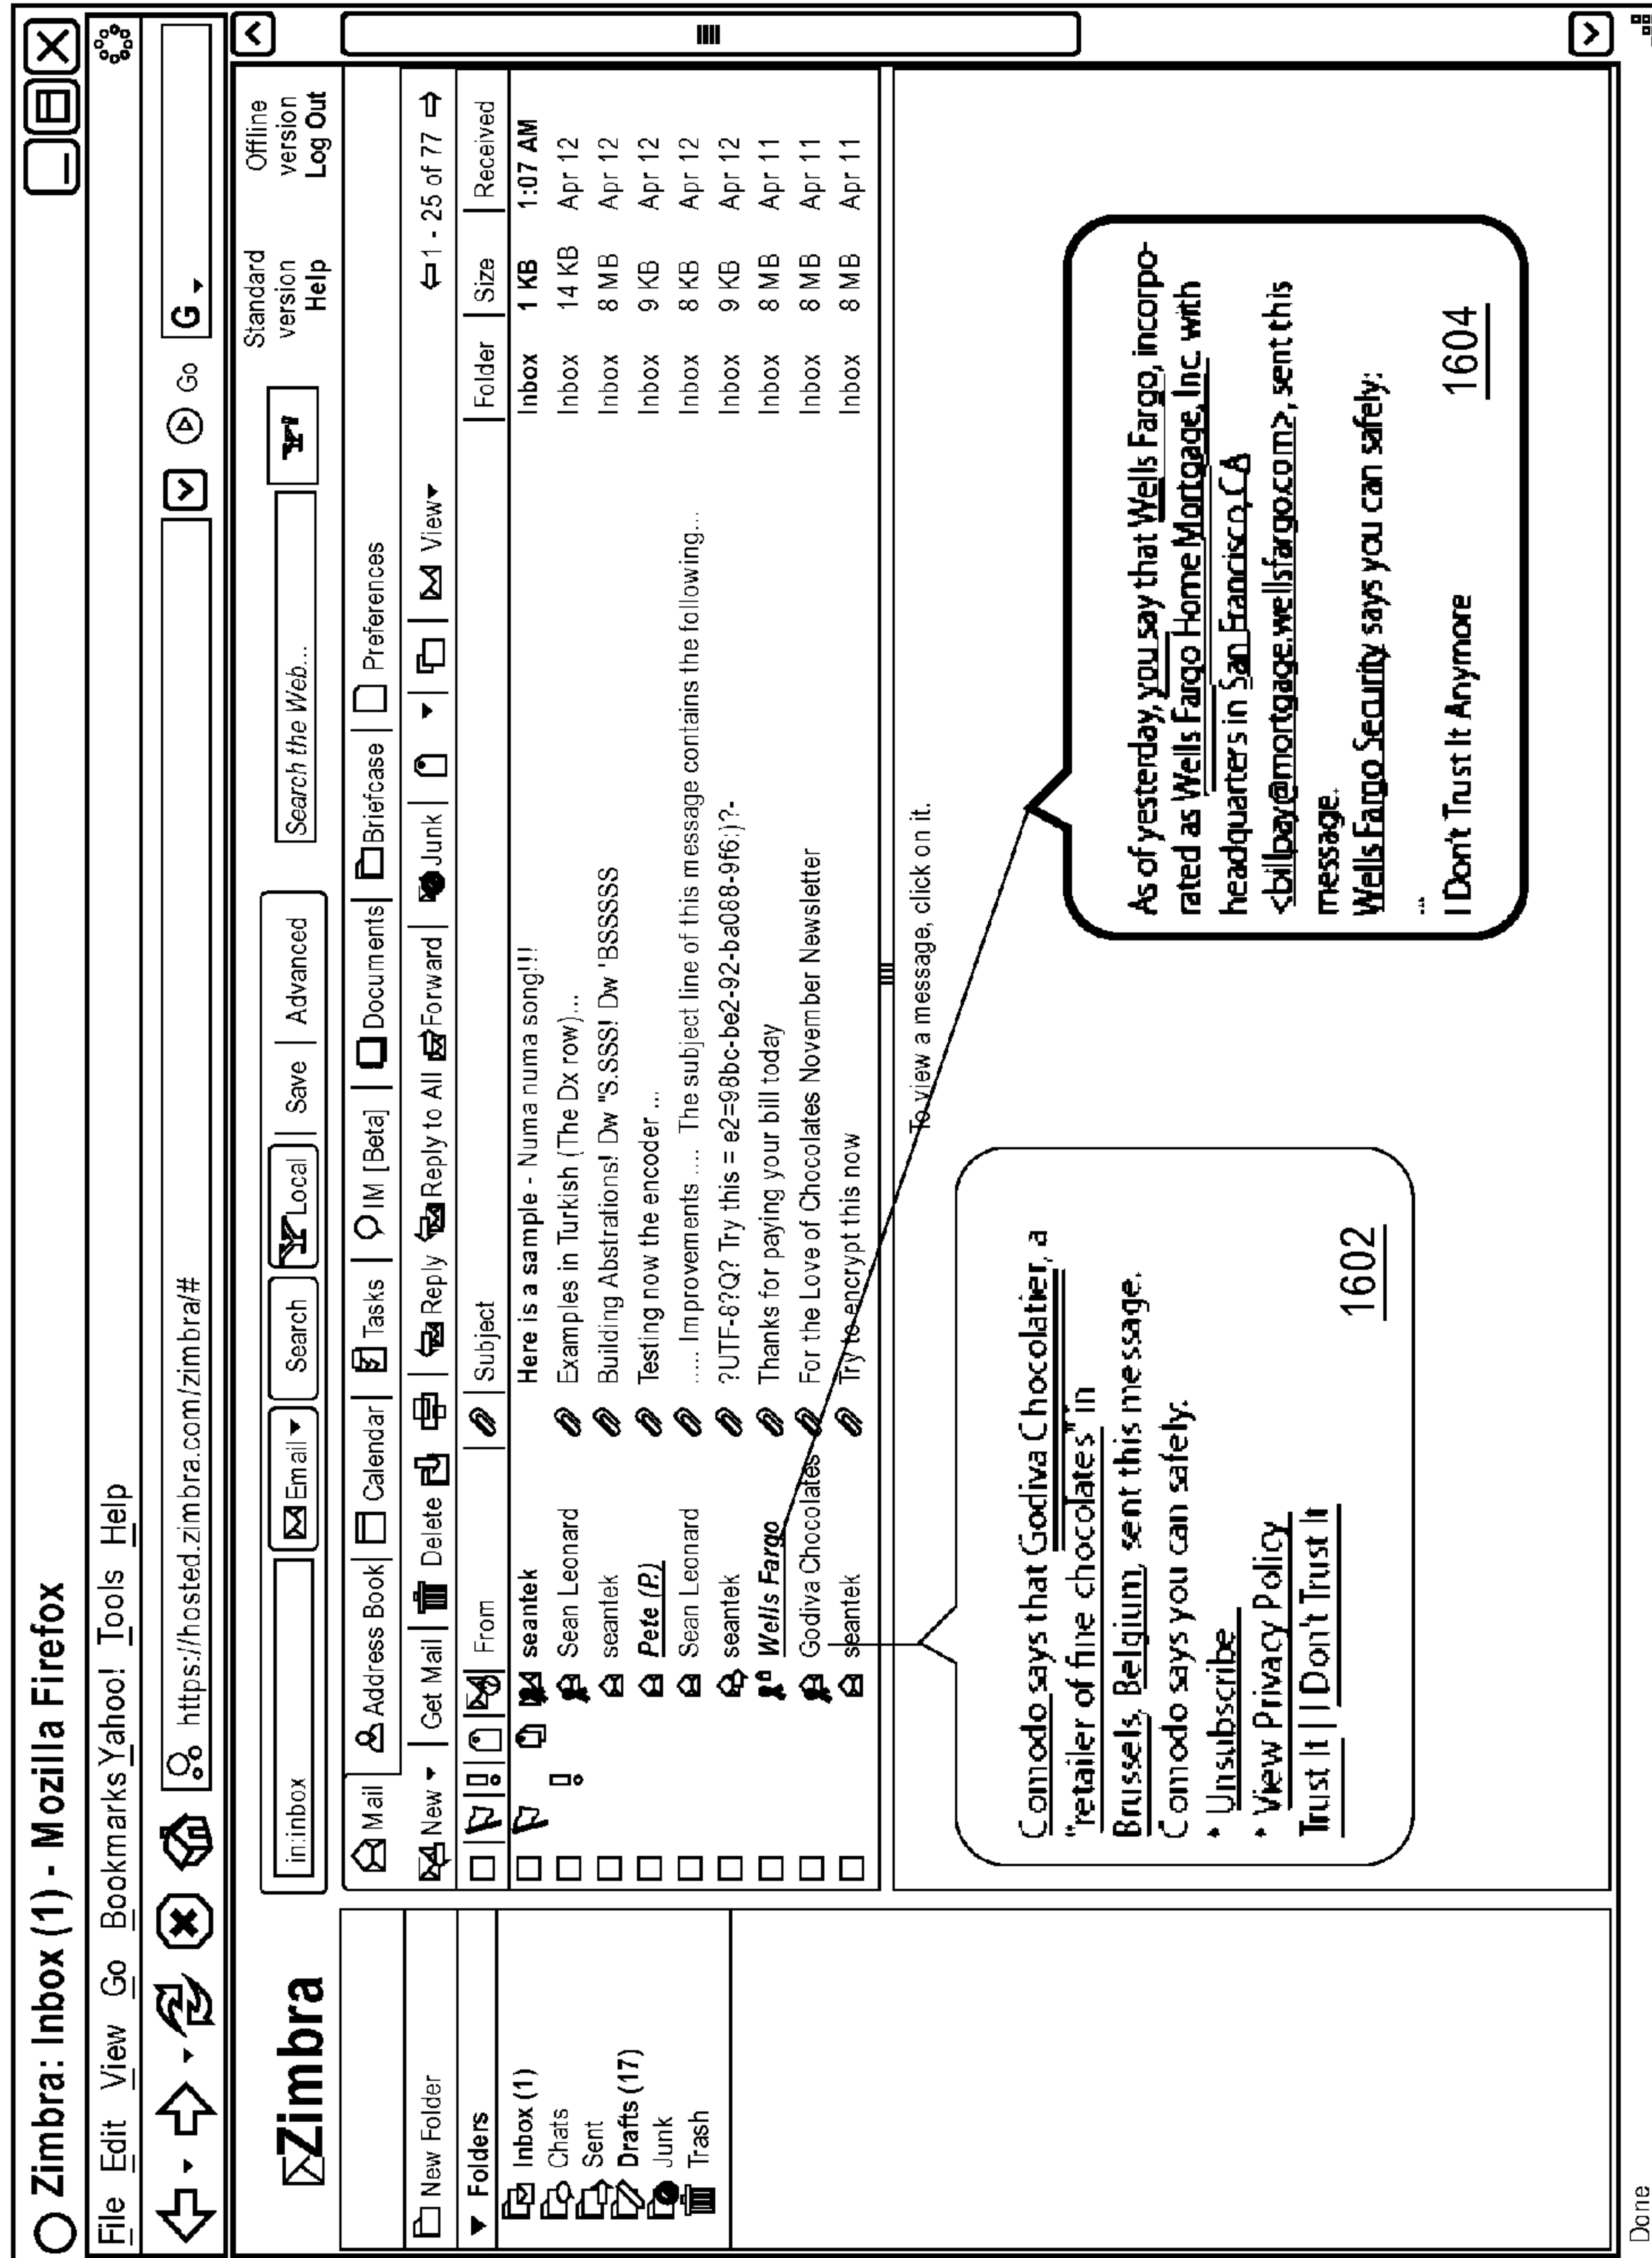 Zimbra: Inbox (1) - Mozilla Firefox
File Edit View Go Bookmarks Yahoo! Tools Help
https://hosted.zimbra.com/zimbra/# Go G
Zimbra
in:inbox Email Search Local Save Advanced Search the Web... Standard version Help Offline version Log Out
Mail Address Book Calendar Tasks IM [Beta] Documents Briefcase Preferences
New Folder
New Get Mail Delete Reply Reply to All Forward Junk View 1 - 25 of 77
Folders
Inbox (1)
Chats
Sent
Drafts (17)
Junk
Trash
From Subject Folder Size Received
seantek Here is a sample - Numa numa song!!! Inbox 1 KB 1:07 AM
Sean Leonard Examples in Turkish (The Dx row)... Inbox 14 KB Apr 12
seantek Building Abstrations! Dw "S.SSS! Dw 'BSSSSS Inbox 8 MB Apr 12
Pete (P.) Testing now the encoder ... Inbox 9 KB Apr 12
Sean Leonard .... Improvements .... The subject line of this message contains the following... Inbox 8 KB Apr 12
seantek ?UTF-8?Q? Try this = e2=98bc-be2-92-ba088-9f6:)?- Inbox 9 KB Apr 12
Wells Fargo Thanks for paying your bill today Inbox 8 MB Apr 11
Godiva Chocolates For the Love of Chocolates November Newsletter Inbox 8 MB Apr 11
seantek Try to encrypt this now Inbox 8 MB Apr 11
To view a message, click on it.
Comodo says that Godiva Chocolatier, a
"retailer of fine chocolates" in
Brussels, Belgium, sent this message.
Comodo says you can safely:
* Unsubscribe
* View Privacy Policy
Trust It | I Don't Trust It
1602
As of yesterday, you say that Wells Fargo, incorpo-
rated as Wells Fargo Home Mortgage, Inc. with
headquarters in San Francisco, CA
<billpay@mortgage.wellsfargo.com>, sent this
message.
Wells Fargo Security says you can safely:
...
I Don't Trust It Anymore
1604
Done